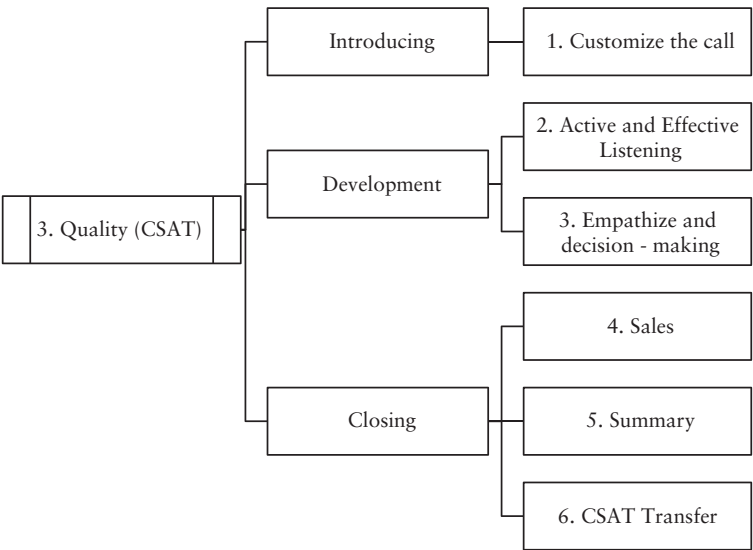 Introducing
1. Customize the call
2. Active and Effective
Listening
Development
3. Quality (CSAT)
3. Empathize and
decision - making
4. Sales
Closing
5. Summary
6. CSAT Transfer